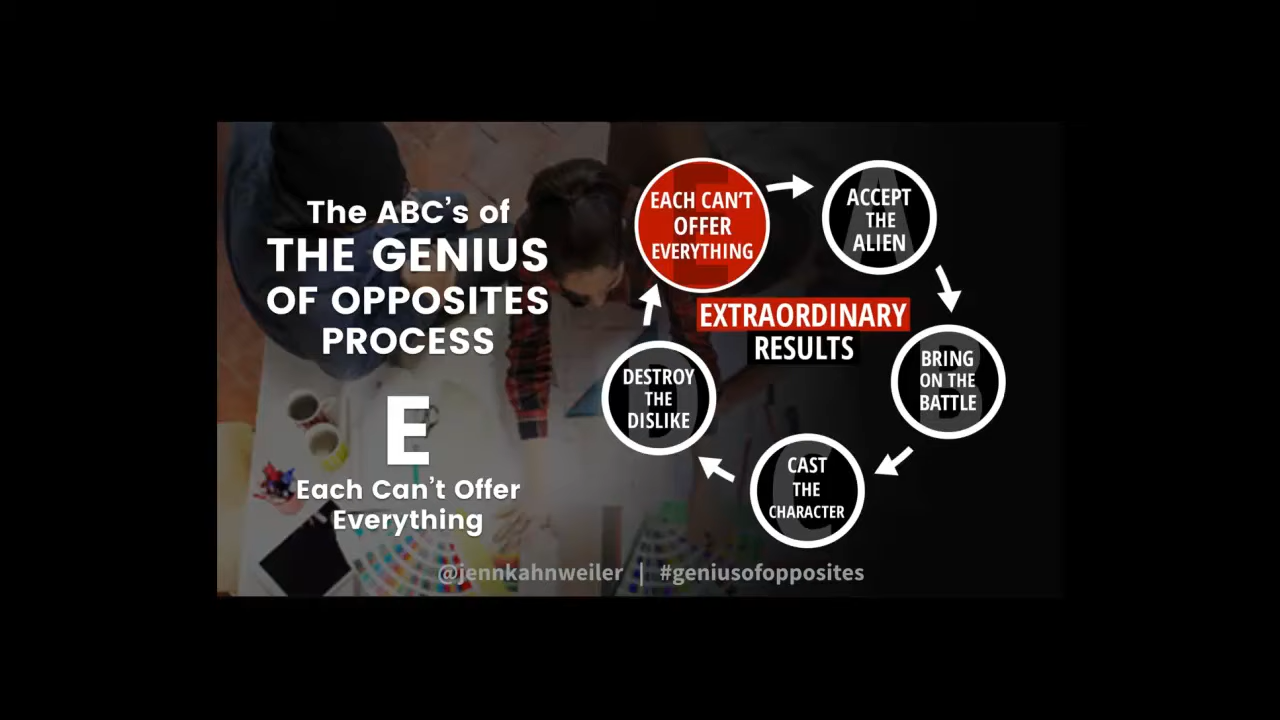 The ABC's of
THE GENIUS
OF OPPOSITES
PROCESS
E
Each Can't Offer
Everything
EACH CAN'T
OFFER
EVERYTHING
ACCEPT
THE
ALIEN
BRING
ON THE
BATTLE
CAST
THE
CHARACTER
DESTROY
THE
DISLIKE
EXTRAORDINARY
RESULTS
@jennkahnweiler | #geniusofopposites